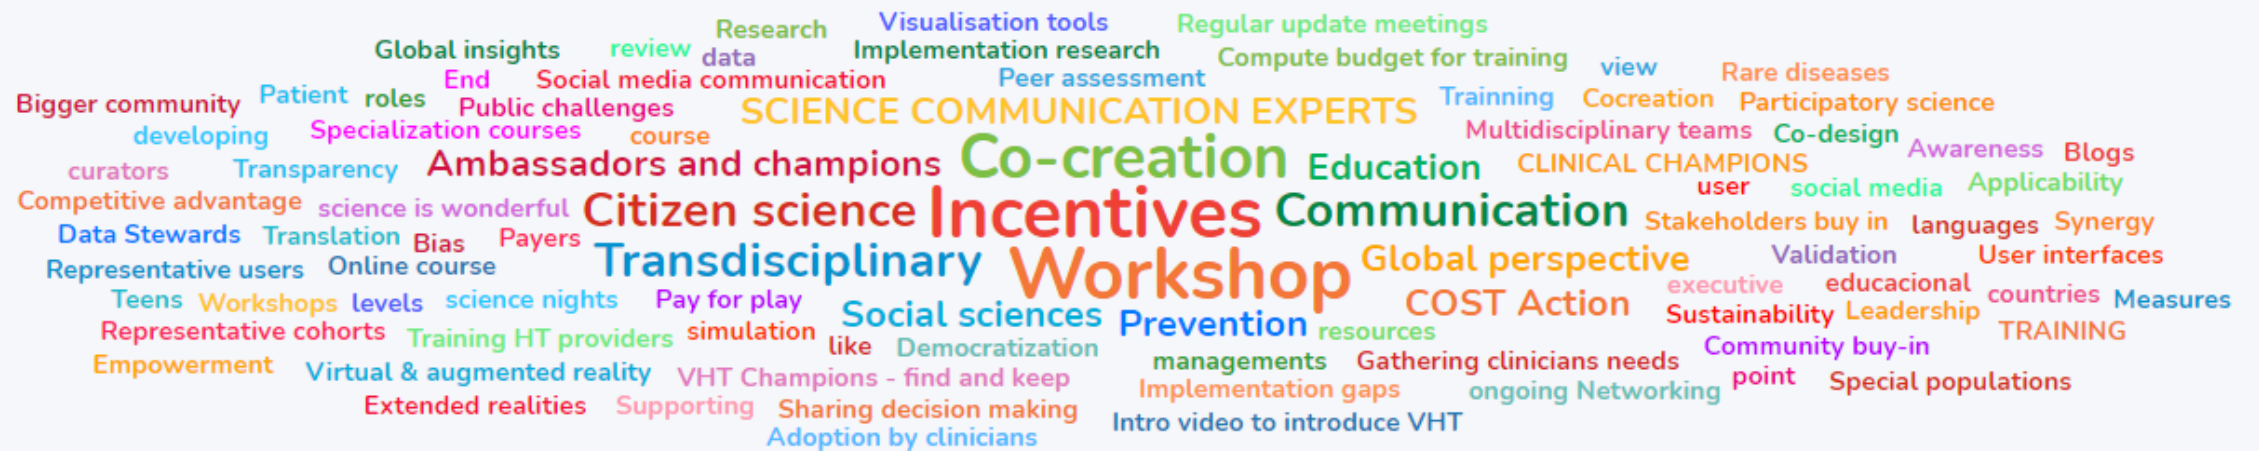 Visualisation tools
Regular update meetings
Research
Global insights
review
data
Implementation research
Compute budget for training
view
Rare diseases
End
Social media communication
Peer assessment
Bigger community
Patient
roles
Public challenges
SCIENCE COMMUNICATION EXPERTS
Trainning
Cocreation
Participatory science
developing
Specialization courses
course
Multidisciplinary teams
Co-design
Awareness
Blogs
curators
Transparency
Ambassadors and champions
Co-creation
Education
CLINICAL CHAMPIONS
user
social media
Applicability
Competitive advantage
science is wonderful
Citizen science
Incentives
Communication
Stakeholders buy in
languages
Synergy
Data Stewards
Translation
Bias
Payers
Transdisciplinary
Workshop
Global perspective
Validation
User interfaces
Representative users
Online course
executive
educacional
countries
Measures
Teens
Workshops
levels
science nights
Pay for play
Social sciences
Prevention
COST Action
Sustainability
Leadership
TRAINING
Representative cohorts
Training HT providers
simulation
like
Democratization
resources
managements
Gathering clinicians needs
Community buy-in
Empowerment
Virtual & augmented reality
VHT Champions - find and keep
Implementation gaps
ongoing Networking
point
Special populations
Extended realities
Supporting
Sharing decision making
Intro video to introduce VHT
Adoption by clinicians